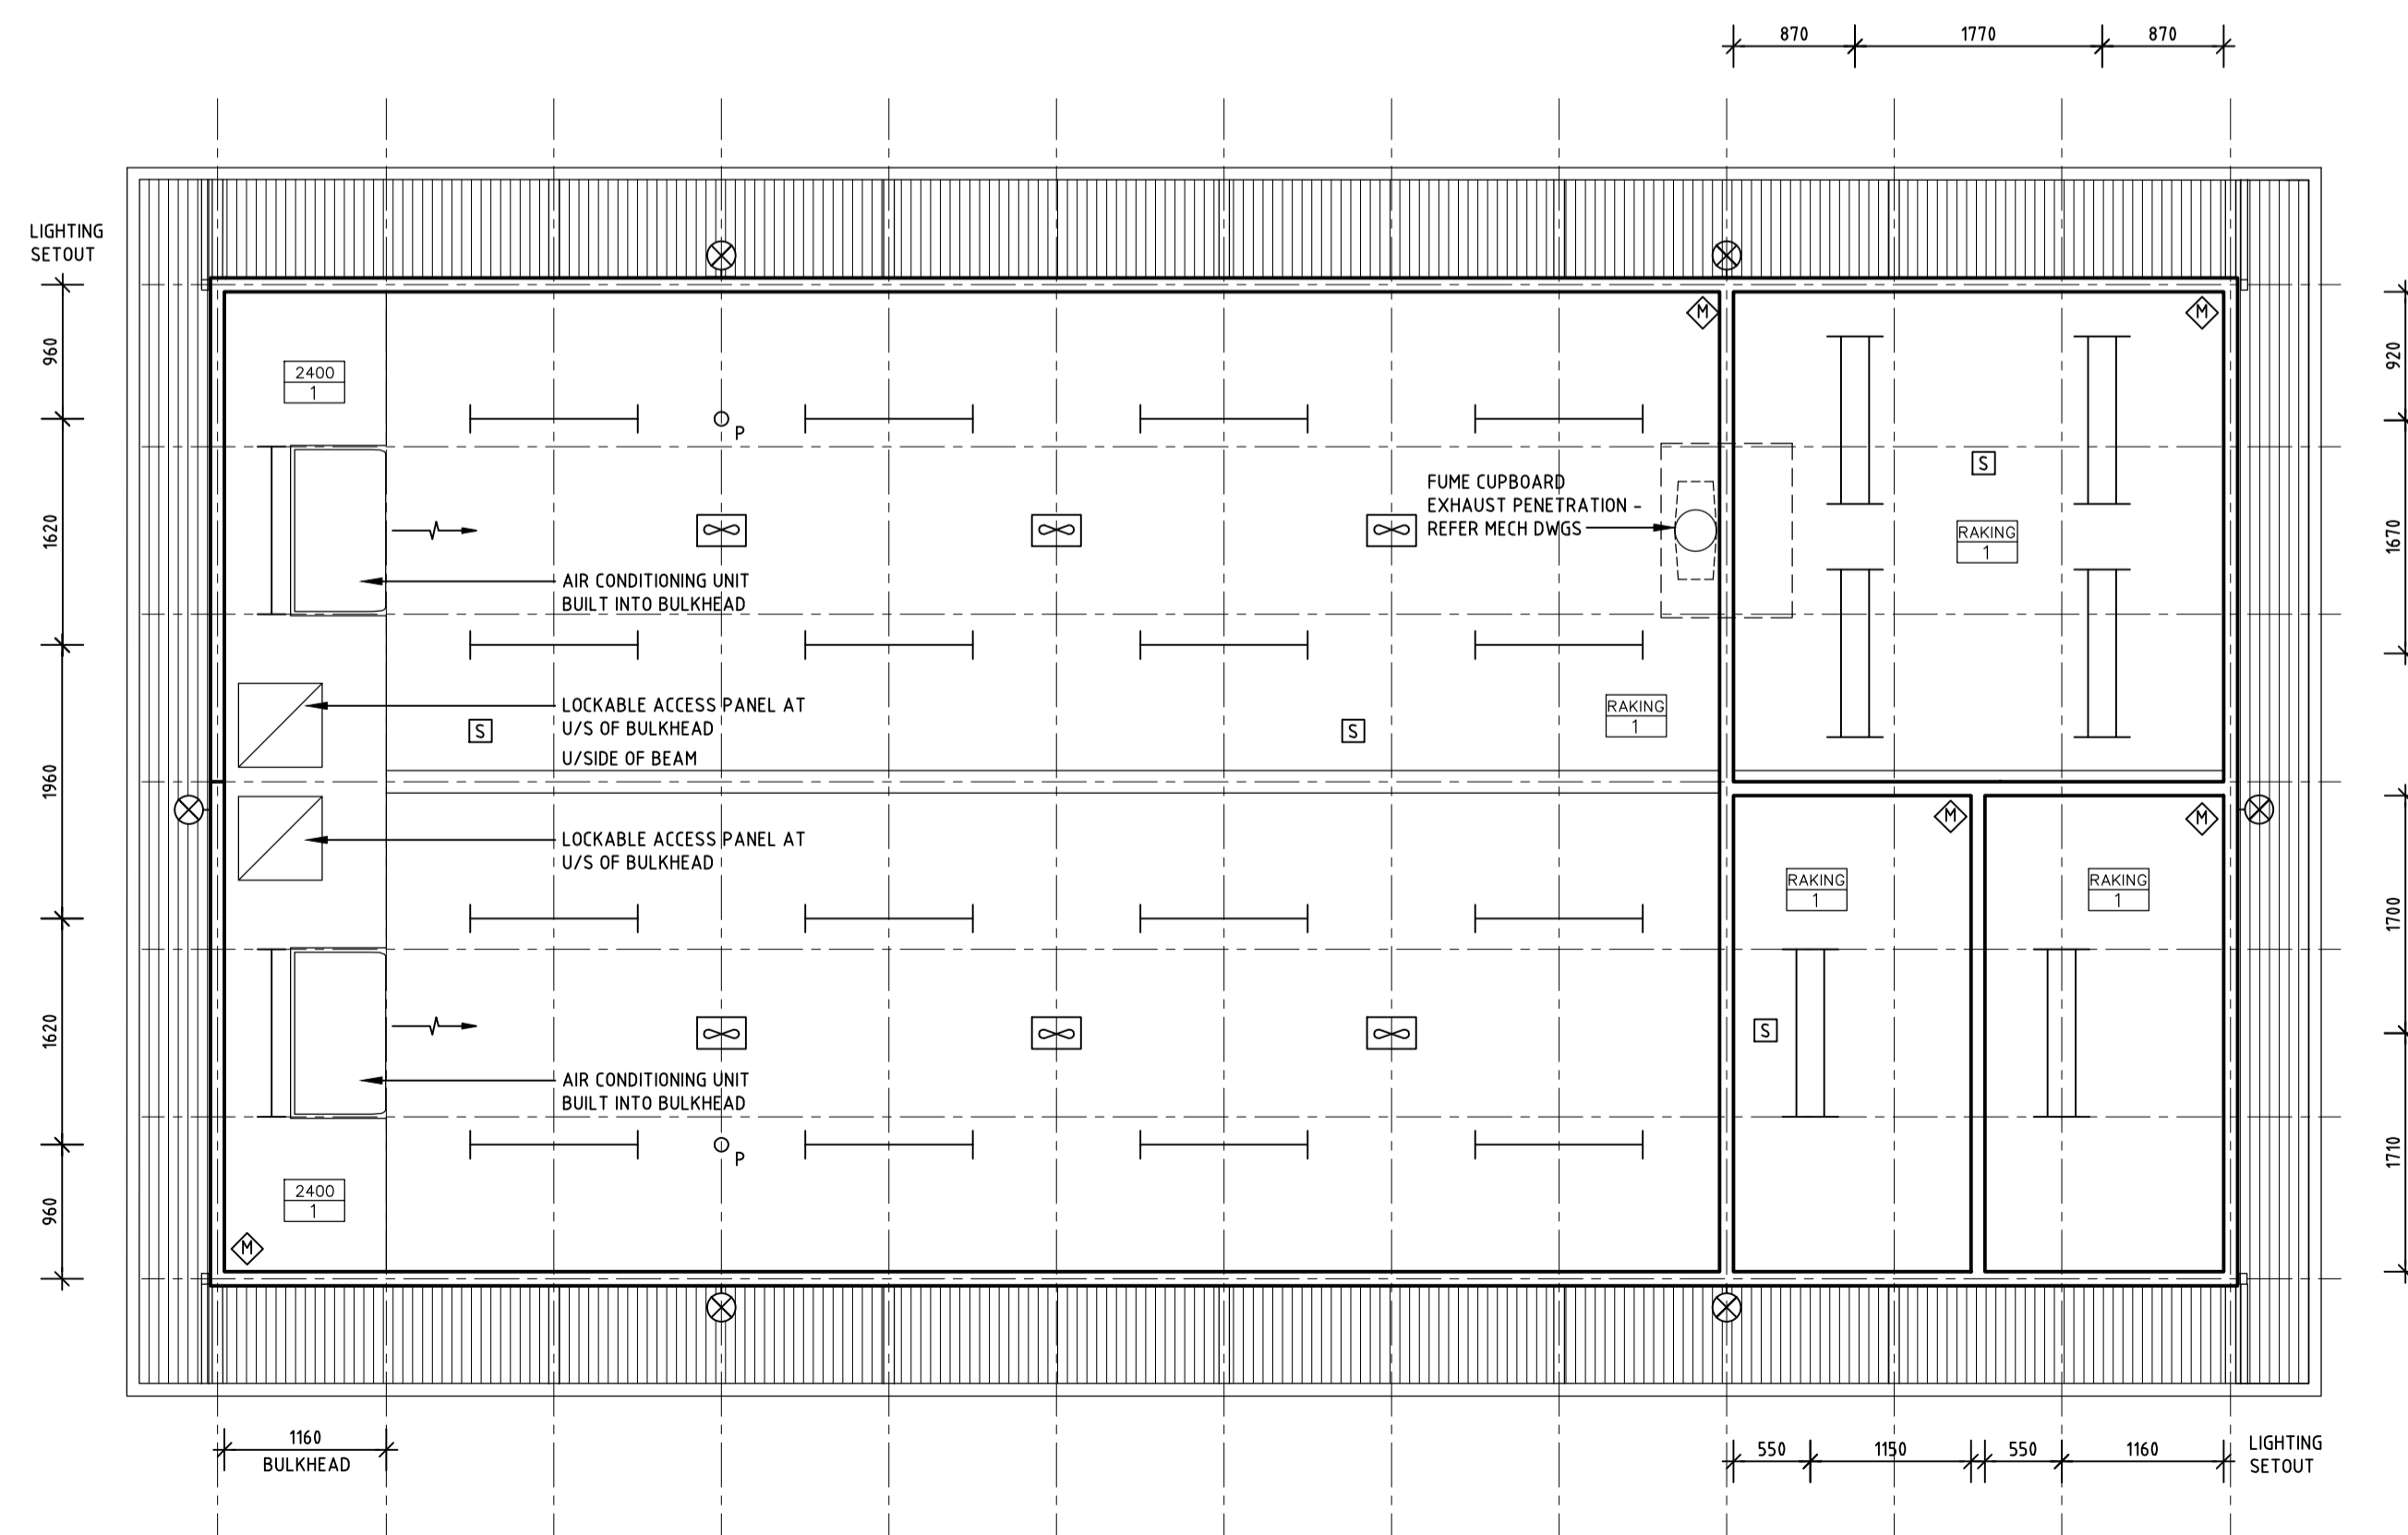 870
1770
870
LIGHTING
SETOUT
960
1620
1960
1620
960
M
M
920
1670
1700
1710
2400
1
P
S
FUME CUPBOARD
EXHAUST PENETRATION -
REFER MECH DWGS
RAKING
1
AIR CONDITIONING UNIT
BUILT INTO BULKHEAD
LOCKABLE ACCESS PANEL AT
U/S OF BULKHEAD
S
S
RAKING
1
U/SIDE OF BEAM
LOCKABLE ACCESS PANEL AT
U/S OF BULKHEAD
M
M
RAKING
1
RAKING
1
S
AIR CONDITIONING UNIT
BUILT INTO BULKHEAD
P
2400
1
M
1160
BULKHEAD
550
1150
550
1160
LIGHTING
SETOUT